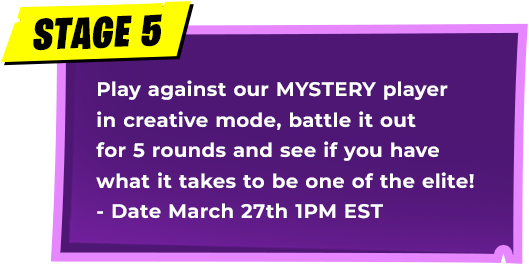 STAGE 5
Play against our MYSTERY player
in creative mode, battle it out
for 5 rounds and see if you have
what it takes to be one of the elite!
- Date March 27th 1PM EST